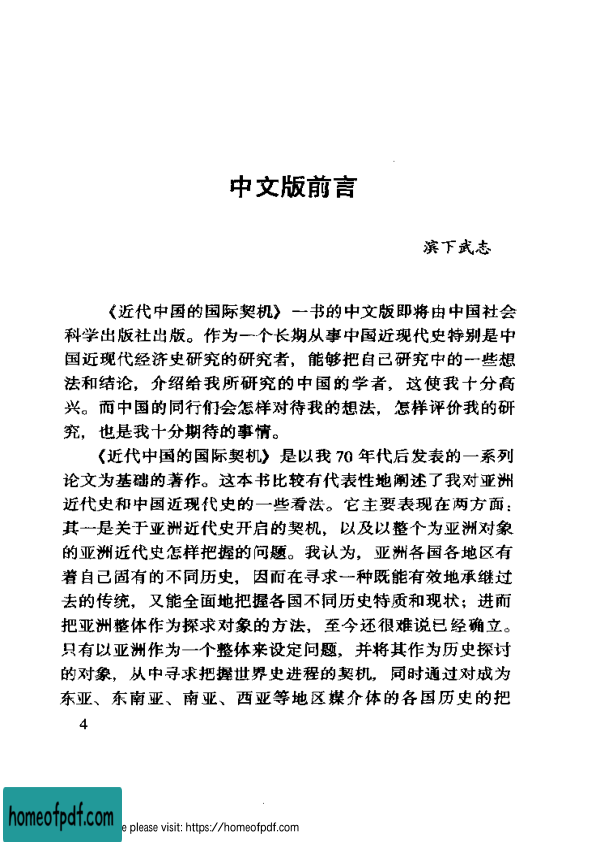 中文版前言
滨下武志
《近代中国的国际契机》一书的中文版即将由中国社会
科学出版社出版。作为一个长期从事中国近现代史特别是中
国近现代经济史研究的研究者，能够把自己研究中的一些想
法和结论，介绍给我所研究的中国的学者，这使我十分高
兴。而中国的同行们会怎样对待我的想法，怎样评价我的研
究，也是我十分期待的事情。
《近代中国的国际契机》是以我 70 年代后发表的一系列
论文为基础的著作。这本书比较有代表性地阐述了我对亚洲
近代史和中国近现代史的一些看法。它主要表现在两方面：
其一是关于亚洲近代史开启的契机，以及以整个为亚洲对象
的亚洲近代史怎样把握的问题。我认为，亚洲各国各地区有
着自己固有的不同历史，因而在寻求一种既能有效地承继过
去的传统，又能全面地把握各国不同历史特质和现状；进而
把亚洲整体作为探求对象的方法，至今还很难说已经确立。
只有以亚洲作为一个整体来设定问题，并将其作为历史探讨
的对象，从中寻求把握世界史进程的契机，同时通过对成为
东亚、东南亚、南亚、西亚等地区媒介体的各国历史的把
4
homeofpdf.com
e please visit: https://homeofpdf.com